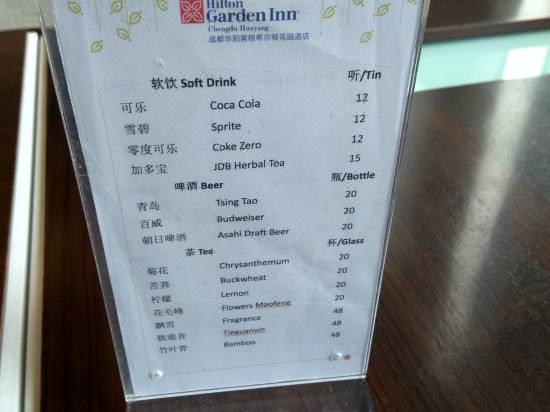 Hilton
Garden Inn
Chengdu Huayang
成都华阳美程希尔顿花园酒店
软饮 Soft Drink 听/Tin
可乐 Coca Cola 12
雪碧 Sprite 12
零度可乐 Coke Zero 12
加多宝 JDB Herbal Tea 15
啤酒 Beer 瓶/Bottle
青岛 Tsing Tao 20
百威 Budweiser 20
朝日啤酒 Asahi Draft Beer 20
茶 Tea 杯/Glass
菊花 Chrysanthemum 20
苦荞 Buckwheat 20
柠檬 Lemon 20
花毛峰 Flowers Maofeng 20
飘雪 Fragrance 48
铁观音 Tieguanyin 48
竹叶青 Bamboo 48